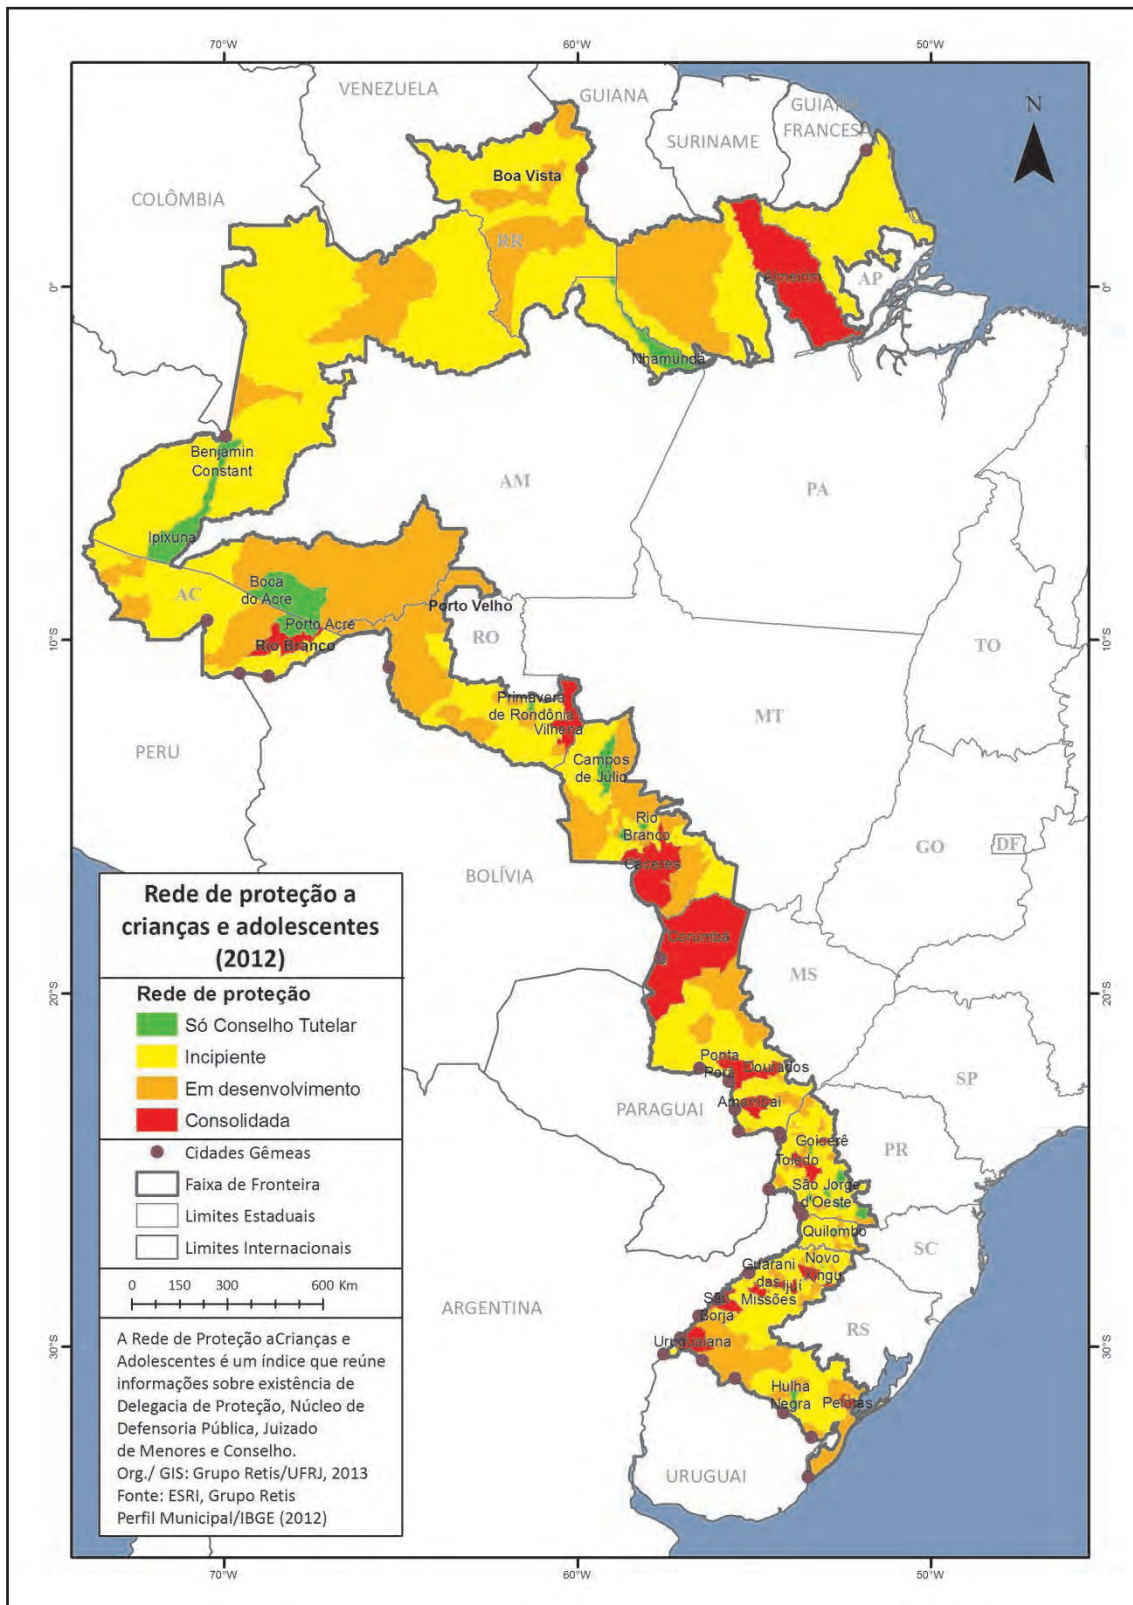 70°W
60°W
50°W
VENEZUELA
GUIANA
SURINAME
GUIANA
FRANCESA
N
COLÔMBIA
Boa Vista
RR
Almeirim
AP
0°
0°
Nhamundá
Benjamin
Constant
AM
PA
Ipixuna
Boca
do Acre
AC
Porto Velho
Porto Acre
Rio Branco
RO
10°S
10°S
TO
Primavera
de Rondônia
Vilhena
MT
PERU
Campos
de Júlio
Rio
Branco
Cáceres
GO
DF
BOLÍVIA
Corumbá
MS
20°S
20°S
Ponta
Porã
Dourados
SP
Amambai
PARAGUAI
Goioerê
Toledo
PR
São Jorge
d'Oeste
Quilombo
SC
Guarani
das
Missões
Novo
Xingu
Ijuí
São
Borja
ARGENTINA
RS
Uruguaiana
30°S
30°S
Hulha
Negra
Pelotas
URUGUAI
Rede de proteção a
crianças e adolescentes
(2012)
Rede de proteção
Só Conselho Tutelar
Incipiente
Em desenvolvimento
Consolidada
Cidades Gêmeas
Faixa de Fronteira
Limites Estaduais
Limites Internacionais
0 150 300 600 Km
A Rede de Proteção aCrianças e
Adolescentes é um índice que reúne
informações sobre existência de
Delegacia de Proteção, Núcleo de
Defensoria Pública, Juizado
de Menores e Conselho.
Org./ GIS: Grupo Retis/UFRJ, 2013
Fonte: ESRI, Grupo Retis
Perfil Municipal/IBGE (2012)
70°W
60°W
50°W